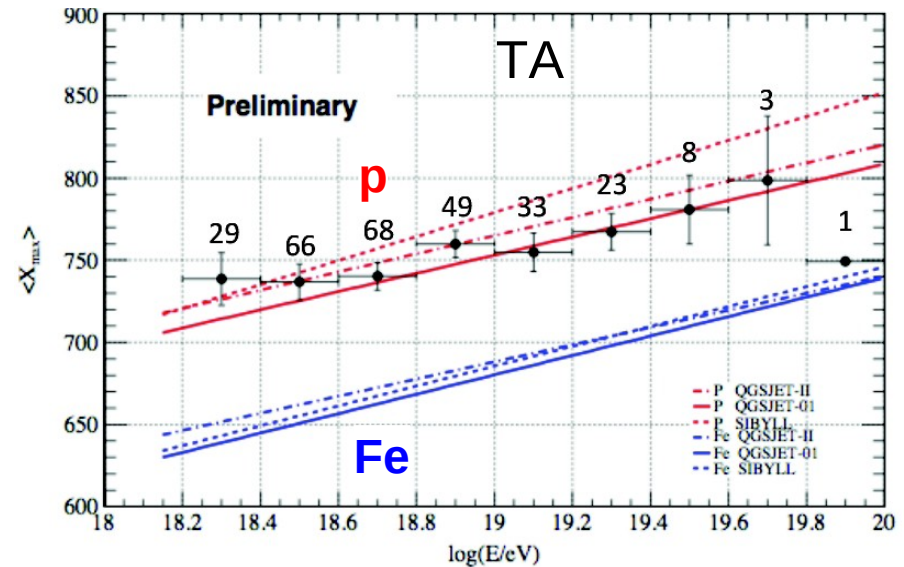 TA
Preliminary
p
Fe
29
66
68
49
33
23
8
3
1
900
850
800
750
700
650
600
<X_max>
18
18.2
18.4
18.6
18.8
19
19.2
19.4
19.6
19.8
20
log(E/eV)
P QGSJET-II
P QGSJET-01
P SIBYLL
Fe QGSJET-II
Fe QGSJET-01
Fe SIBYLL